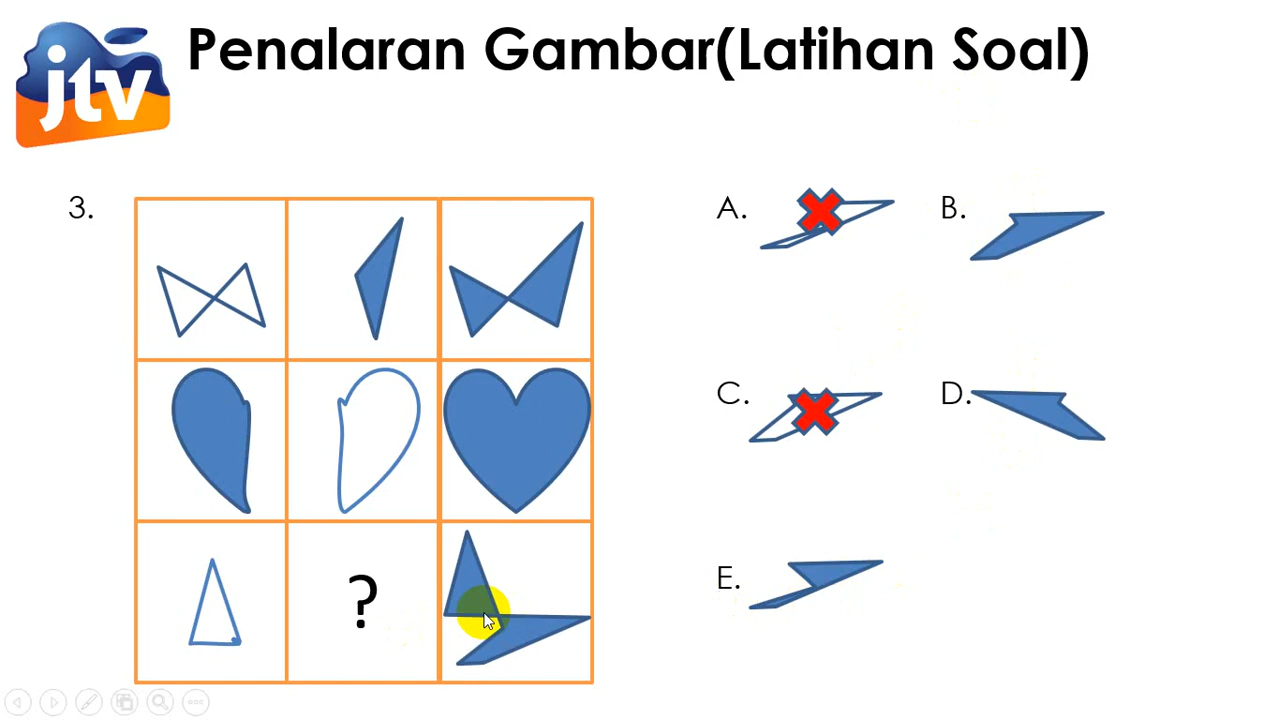 jtv
Penalaran Gambar(Latihan Soal)
3.
?
A.
B.
C.
D.
E.